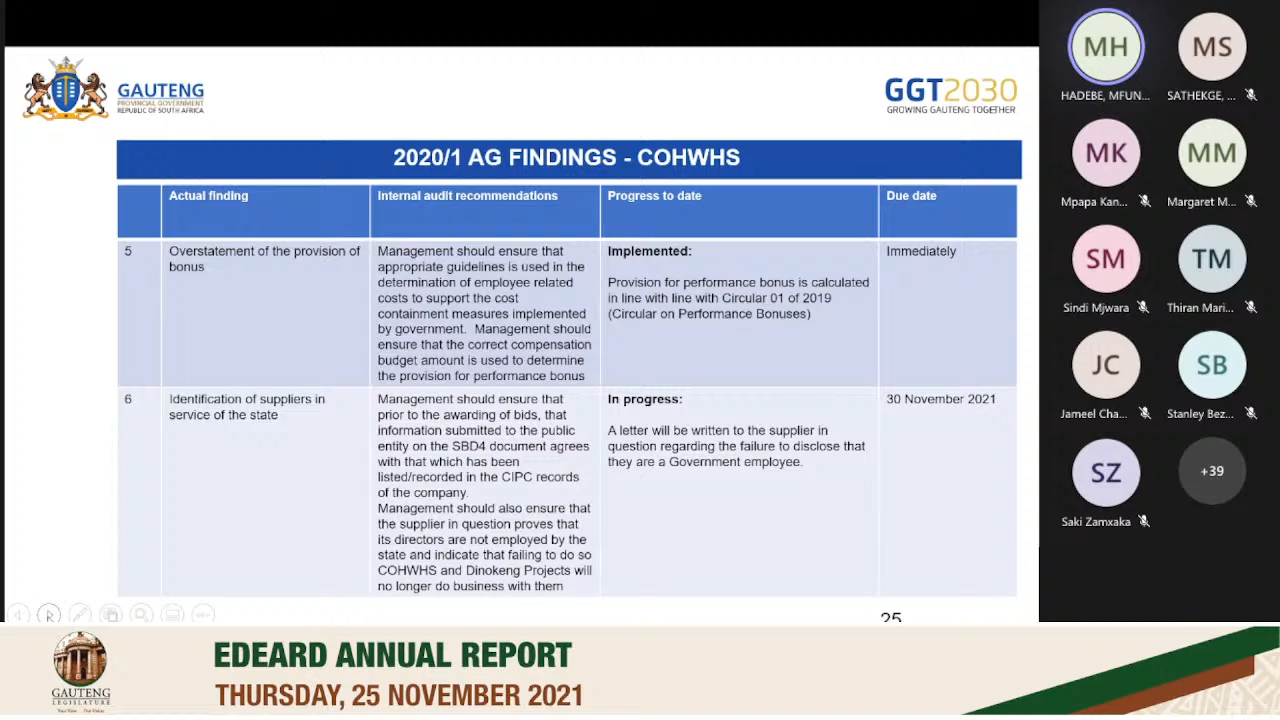 GAUTENG
PROVINCIAL GOVERNMENT
REPUBLIC OF SOUTH AFRICA
GGT2030
GROWING GAUTENG TOGETHER
2020/1 AG FINDINGS - COHWHS
Actual finding
Internal audit recommendations
Progress to date
Due date
5
Overstatement of the provision of
bonus
Management should ensure that
appropriate guidelines is used in the
determination of employee related
costs to support the cost
containment measures implemented
by government. Management should
ensure that the correct compensation
budget amount is used to determine
the provision for performance bonus
Implemented:
Provision for performance bonus is calculated
in line with line with Circular 01 of 2019
(Circular on Performance Bonuses)
Immediately
6
Identification of suppliers in
service of the state
Management should ensure that
prior to the awarding of bids, that
information submitted to the public
entity on the SBD4 document agrees
with that which has been
listed/recorded in the CIPC records
of the company.
Management should also ensure that
the supplier in question proves that
its directors are not employed by the
state and indicate that failing to do so
COHWHS and Dinokeng Projects will
no longer do business with them
In progress:
A letter will be written to the supplier in
question regarding the failure to disclose that
they are a Government employee.
30 November 2021
25
MH
HADEBE, MFUN...
MS
SATHEKGE, ...
MK
Mpapa Kan...
MM
Margaret M...
SM
Sindi Mjwara
TM
Thiran Mari...
JC
Jameel Cha...
SB
Stanley Bez...
SZ
Saki Zamxaka
+39
GAUTENG
LEGISLATURE
EDEARD ANNUAL REPORT
THURSDAY, 25 NOVEMBER 2021